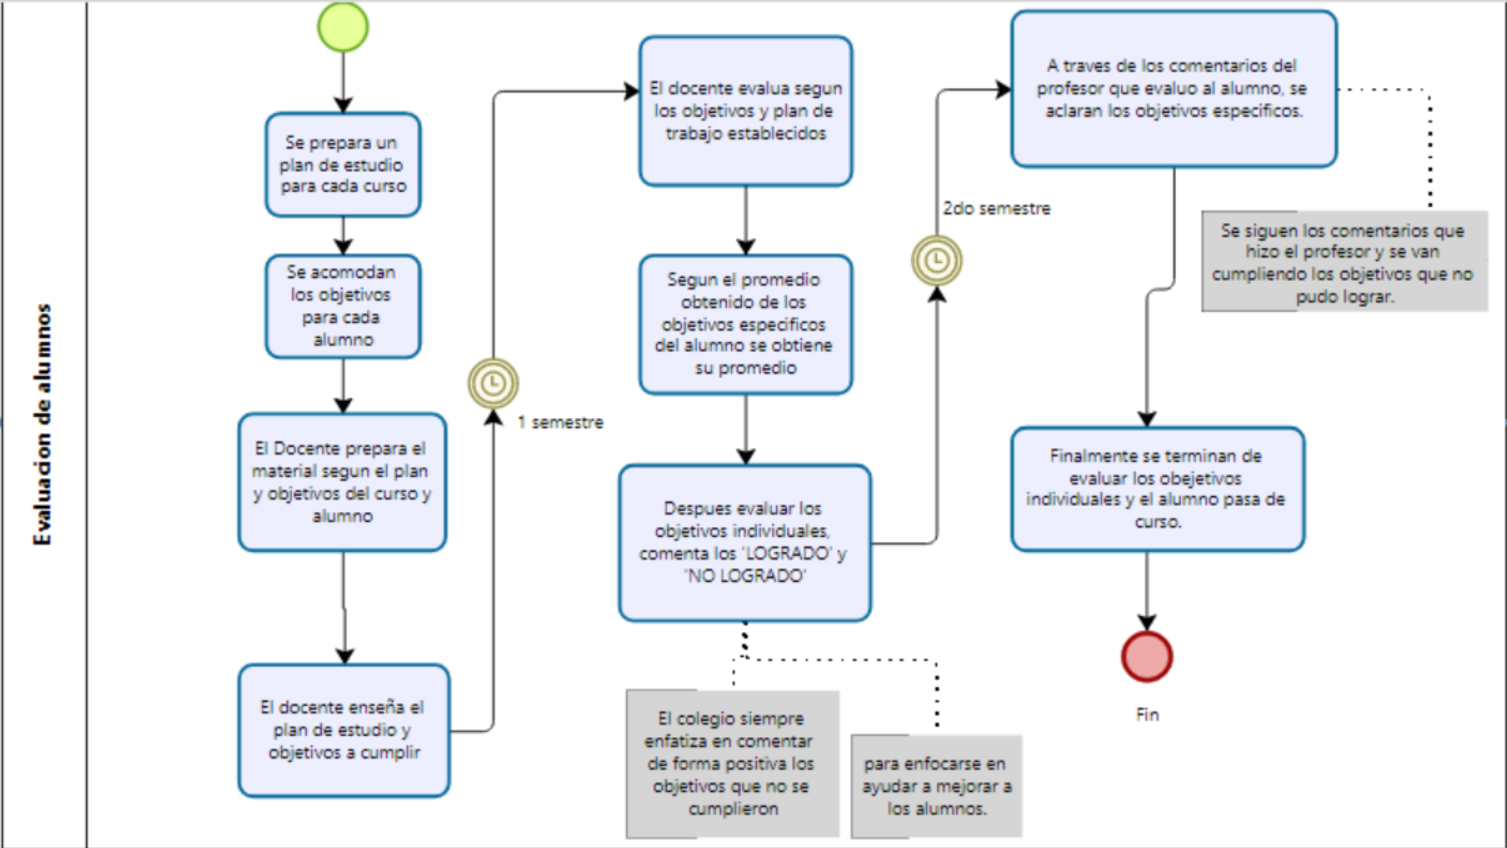 Evaluacion de alumnos
Se prepara un
plan de estudio
para cada curso
Se acomodan
los objetivos
para cada
alumno
El Docente prepara el
material segun el plan
y objetivos del curso y
alumno
El docente enseña el
plan de estudio y
objetivos a cumplir
1 semestre
El docente evalua segun
los objetivos y plan de
trabajo establecidos
Segun el promedio
obtenido de los
objetivos especificos
del alumno se obtiene
su promedio
Despues evaluar los
objetivos individuales,
comenta los 'LOGRADO' y
'NO LOGRADO'
El colegio siempre
enfatiza en comentar
de forma positiva los
objetivos que no se
cumplieron
para enfocarse en
ayudar a mejorar a
los alumnos.
2do semestre
A traves de los comentarios del
profesor que evaluo al alumno, se
aclaran los objetivos especificos.
Se siguen los comentarios que
hizo el profesor y se van
cumpliendo los objetivos que no
pudo lograr.
Finalmente se terminan de
evaluar los obejetivos
individuales y el alumno pasa de
curso.
Fin